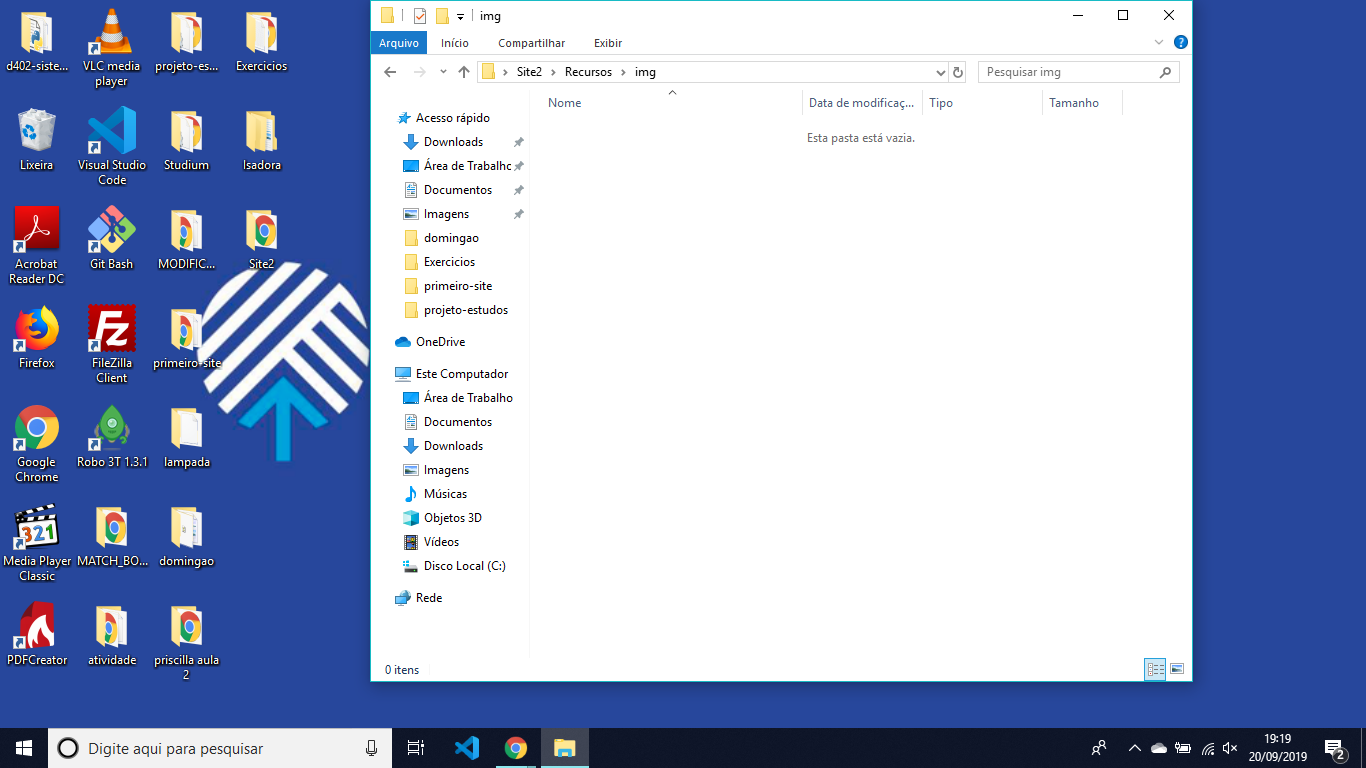 d402-siste...
VLC media
player
projeto-es...
Exercicios
Lixeira
Visual Studio
Code
Studium
Isadora
Acrobat
Reader DC
Git Bash
MODIFIC...
Site2
Firefox
FileZilla
Client
primeiro-site
Google
Chrome
Robo 3T 1.3.1
lampada
321
Media Player
Classic
MATCH_BO...
domingao
PDFCreator
atividade
priscilla aula
2
img
Arquivo
Início
Compartilhar
Exibir
Site2
Recursos
img
Pesquisar img
Nome
Data de modificaç...
Tipo
Tamanho
Esta pasta está vazia.
Acesso rápido
Downloads
Área de Trabalho
Documentos
Imagens
domingao
Exercicios
primeiro-site
projeto-estudos
OneDrive
Este Computador
Área de Trabalho
Documentos
Downloads
Imagens
Músicas
Objetos 3D
Vídeos
Disco Local (C:)
Rede
0 itens
Digite aqui para pesquisar
19:19
20/09/2019
2